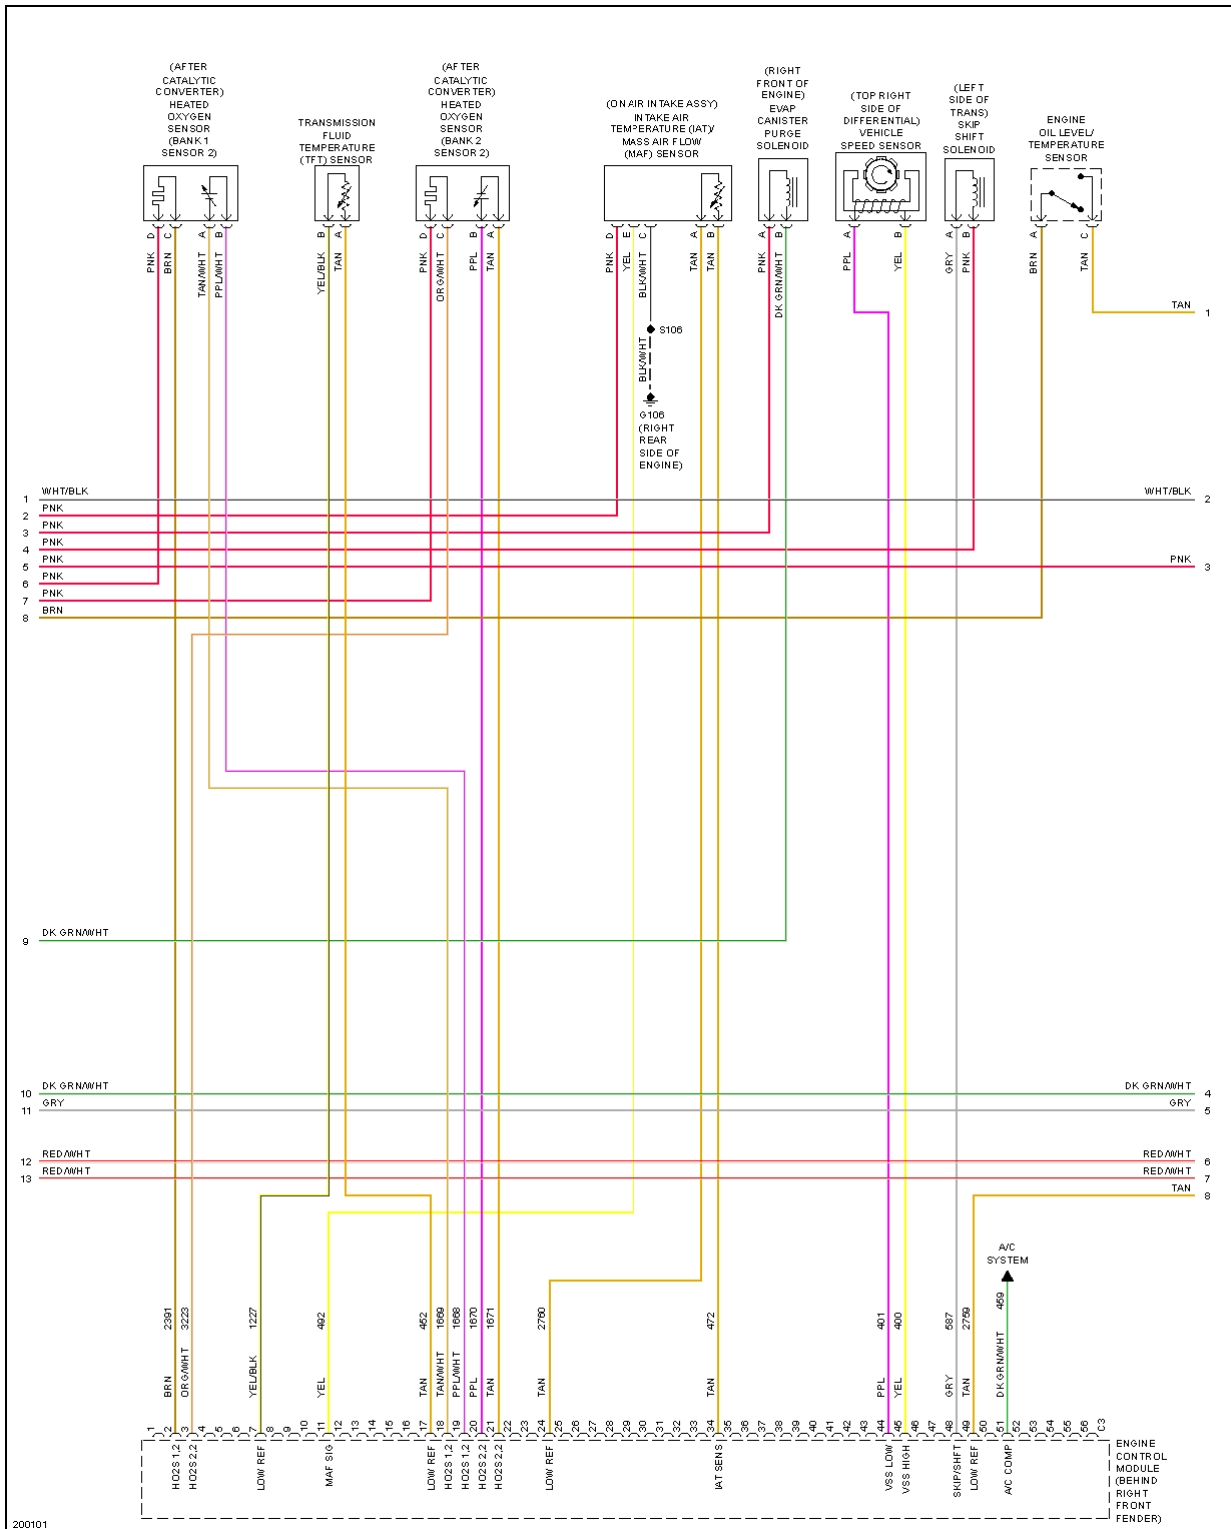 (AFTER
CATALYTIC
CONVERTER)
HEATED
OXYGEN
SENSOR
(BANK 1
SENSOR 2)
TRANSMISSION
FLUID
TEMPERATURE
(TFT) SENSOR
(AFTER
CATALYTIC
CONVERTER)
HEATED
OXYGEN
SENSOR
(BANK 2
SENSOR 2)
(ON AIR INTAKE ASSY)
INTAKE AIR
TEMPERATURE (IAT)/
MASS AIR FLOW
(MAF) SENSOR
(RIGHT
FRONT OF
ENGINE)
EVAP
CANISTER
PURGE
SOLENOID
(TOP RIGHT
SIDE OF
DIFFERENTIAL)
VEHICLE
SPEED SENSOR
(LEFT
SIDE OF
TRANS)
SKIP
SHIFT
SOLENOID
ENGINE
OIL LEVEL/
TEMPERATURE
SENSOR
D C A B B A D C B A D E C A B A B A B A B A C
PNK BRN TAN/WHT PPL/WHT YEL/BLK TAN PNK ORG/WHT PPL TAN PNK YEL BLK/WHT TAN TAN PNK DK GRN/WHT PPL YEL GRY PNK BRN TAN
TAN 1
S106
BLK/WHT
G106
(RIGHT
REAR
SIDE OF
ENGINE)
1 WHT/BLK WHT/BLK 2
2 PNK
3 PNK
4 PNK
5 PNK PNK 3
6 PNK
7 PNK
8 BRN
9 DK GRN/WHT
10 DK GRN/WHT DK GRN/WHT 4
11 GRY GRY 5
12 RED/WHT RED/WHT 6
13 RED/WHT RED/WHT 7
TAN 8
A/C
SYSTEM
2391 3223 1227 492 452 1669 1668 1670 1671 2760 472 401 400 587 2759 459
BRN ORG/WHT YEL/BLK YEL TAN TAN/WHT PPL/WHT PPL TAN TAN TAN PPL YEL GRY TAN DK GRN/WHT
1 2 3 4 5 6 7 8 9 10 11 12 13 14 15 16 17 18 19 20 21 22 23 24 25 26 27 28 29 30 31 32 33 34 35 36 37 38 39 40 41 42 43 44 45 46 47 48 49 50 51 52 53 54 55 56 C3
HO2S 1,2 HO2S 2,2 LOW REF MAF SIG LOW REF HO2S 1,2 HO2S 1,2 HO2S 2,2 HO2S 2,2 LOW REF IAT SENS VSS LOW VSS HIGH SKIP/SHFT LOW REF A/C COMP
ENGINE
CONTROL
MODULE
(BEHIND
RIGHT
FRONT
FENDER)
200101